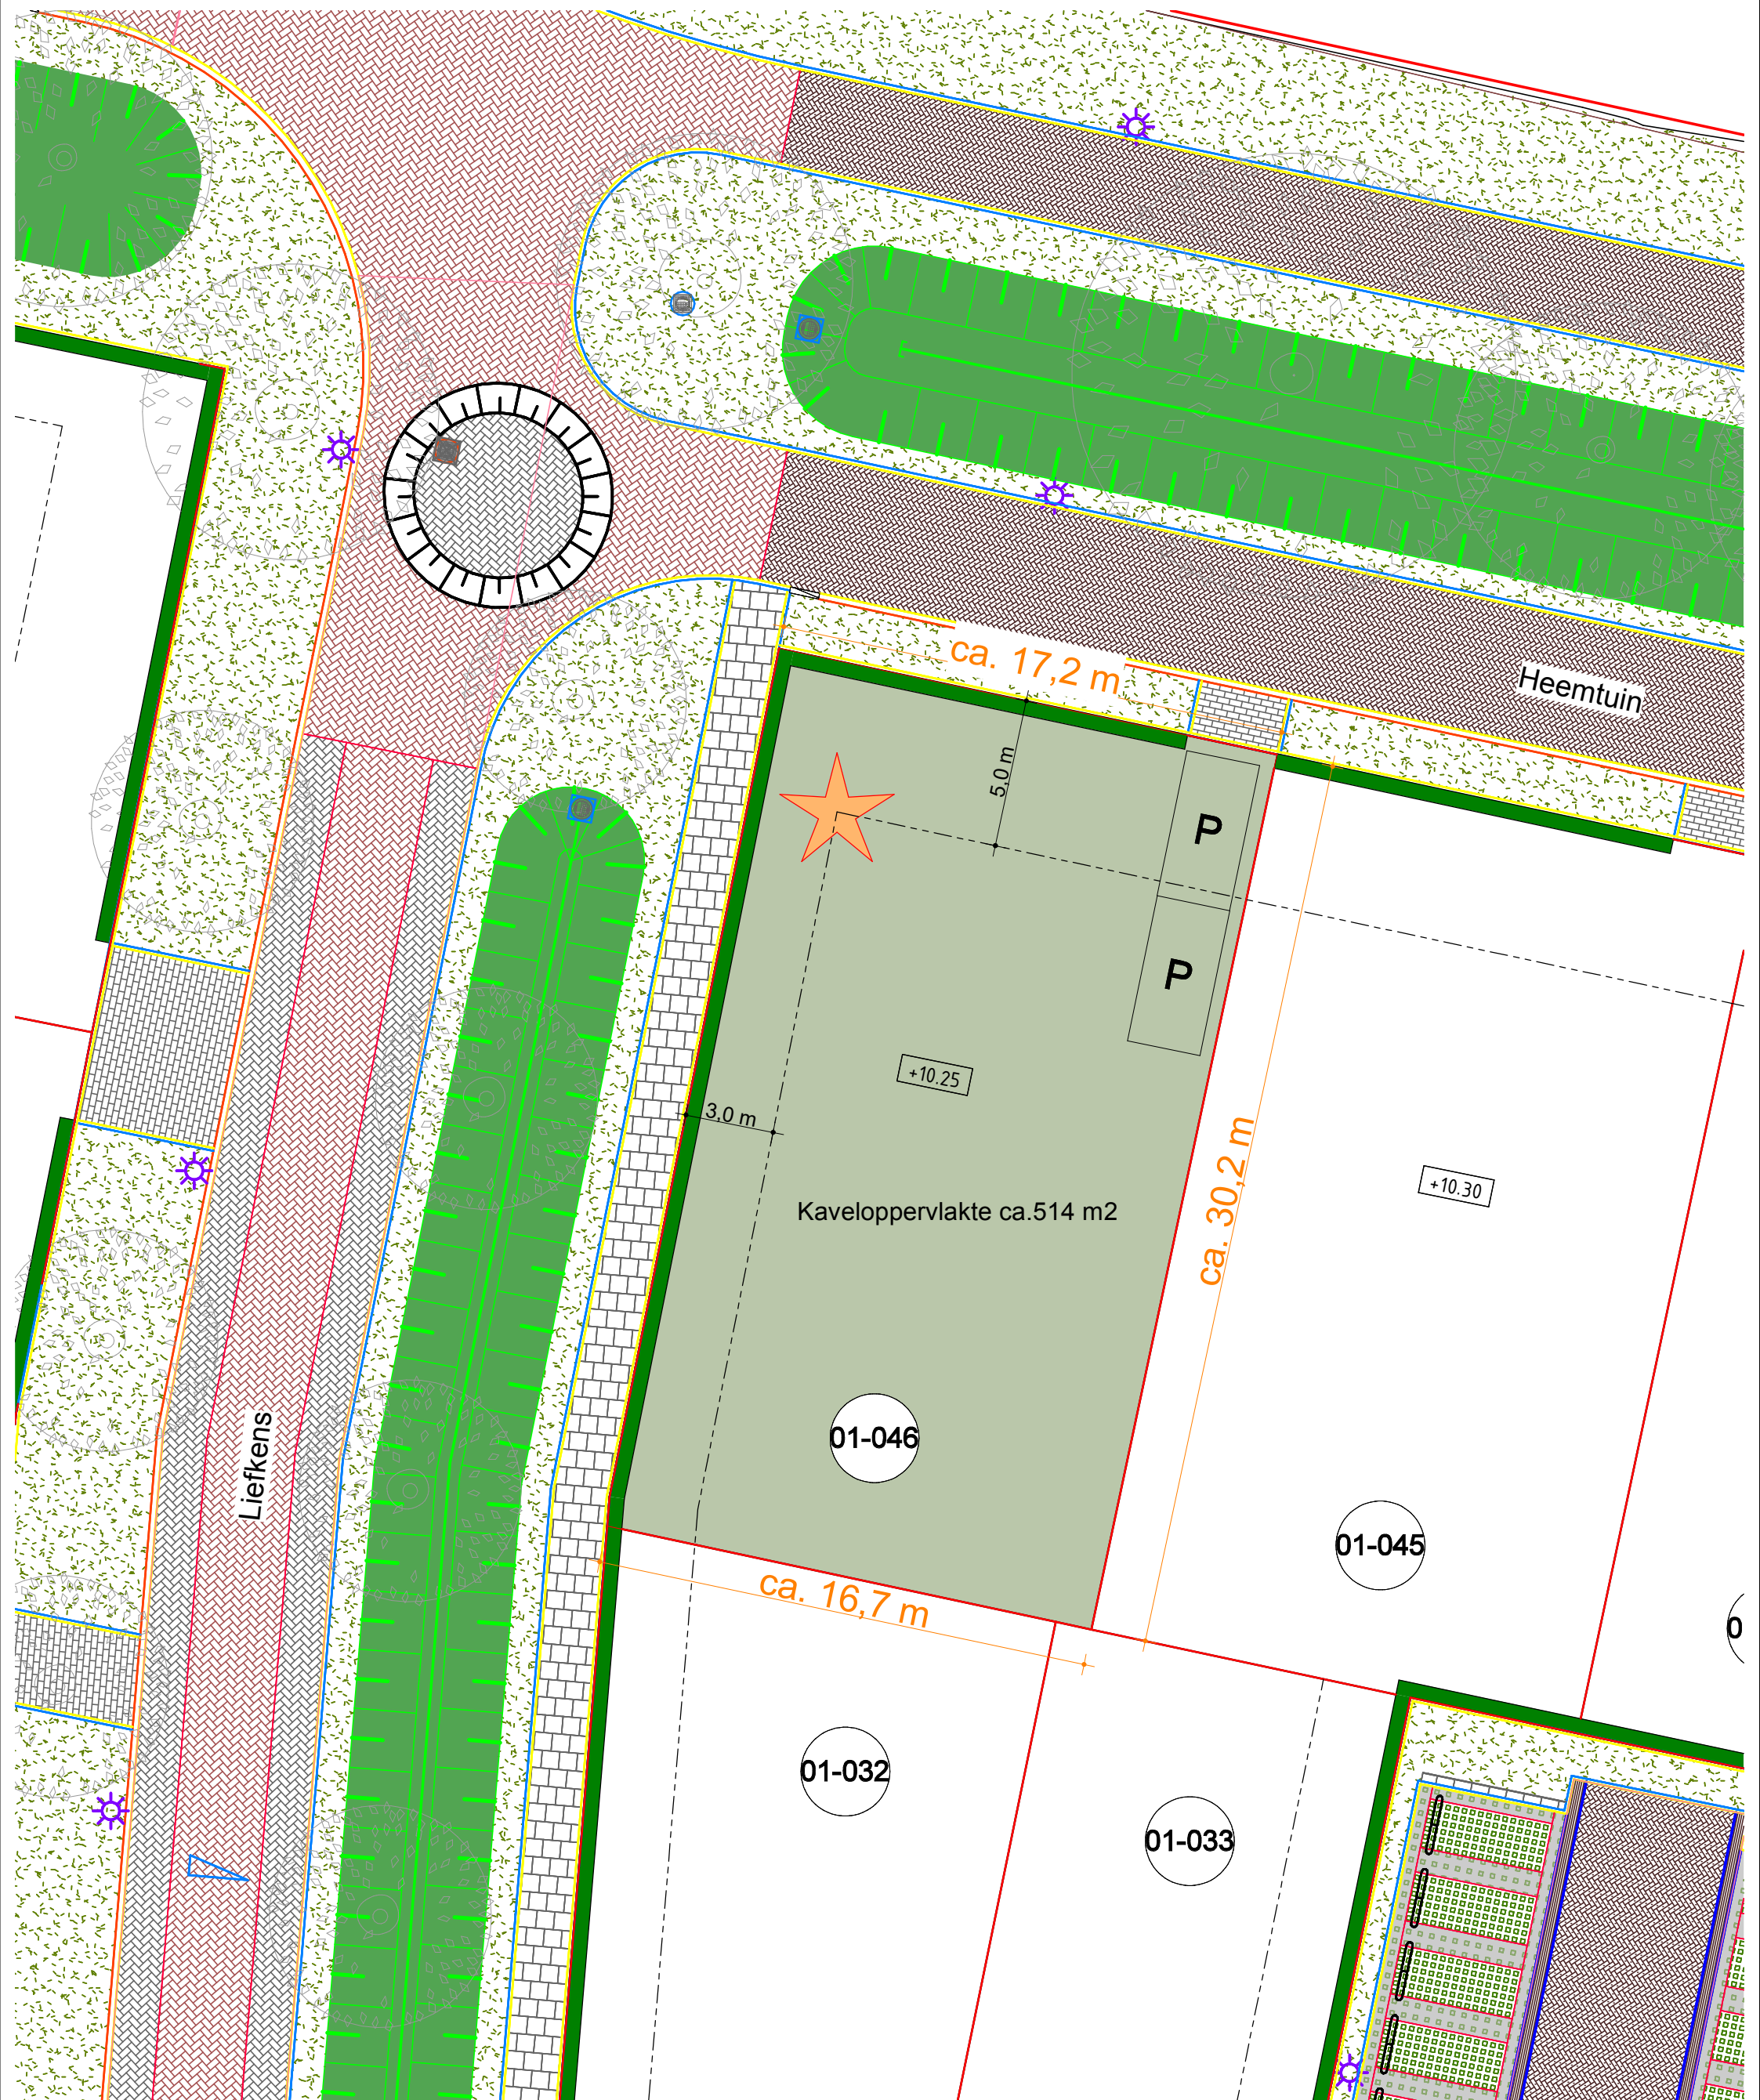 ca. 17,2 m
Heemtuin
5,0 m
P
P
+10.25
3,0 m
ca. 30,2 m
+10.30
Kaveloppervlakte ca.514 m2
01-046
Liefkens
01-045
ca. 16,7 m
0
01-032
01-033